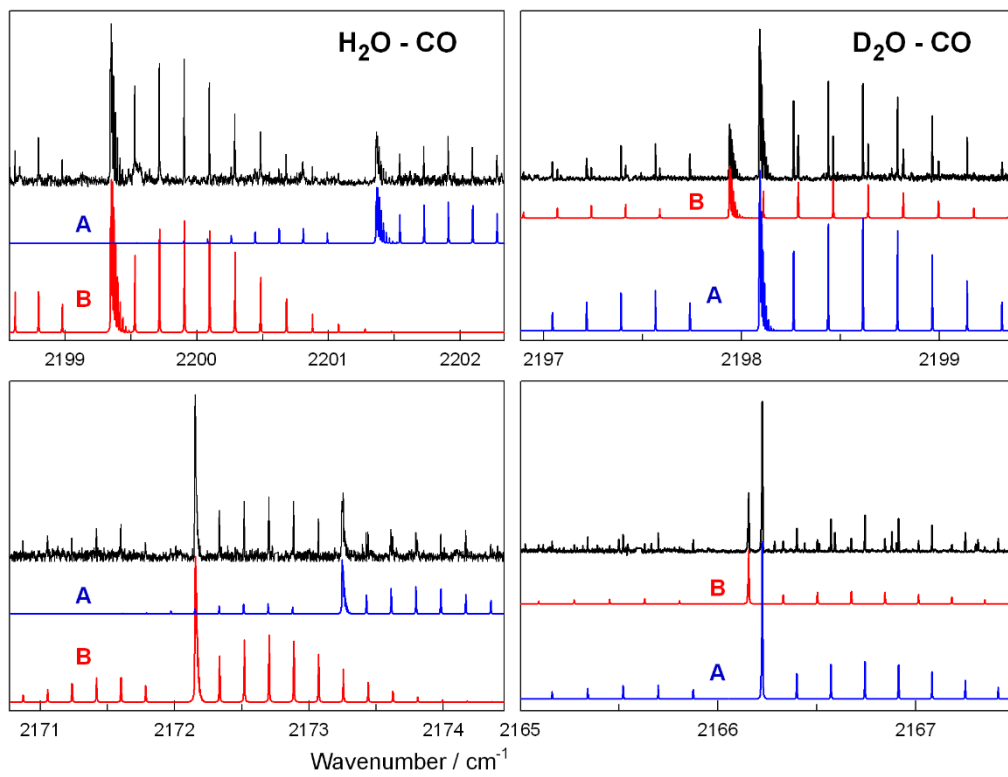 H₂O - CO
A
B
2199 2200 2201 2202
D₂O - CO
B
A
2197 2198 2199
A
B
2171 2172 2173 2174
B
A
2165 2166 2167
Wavenumber / cm⁻¹